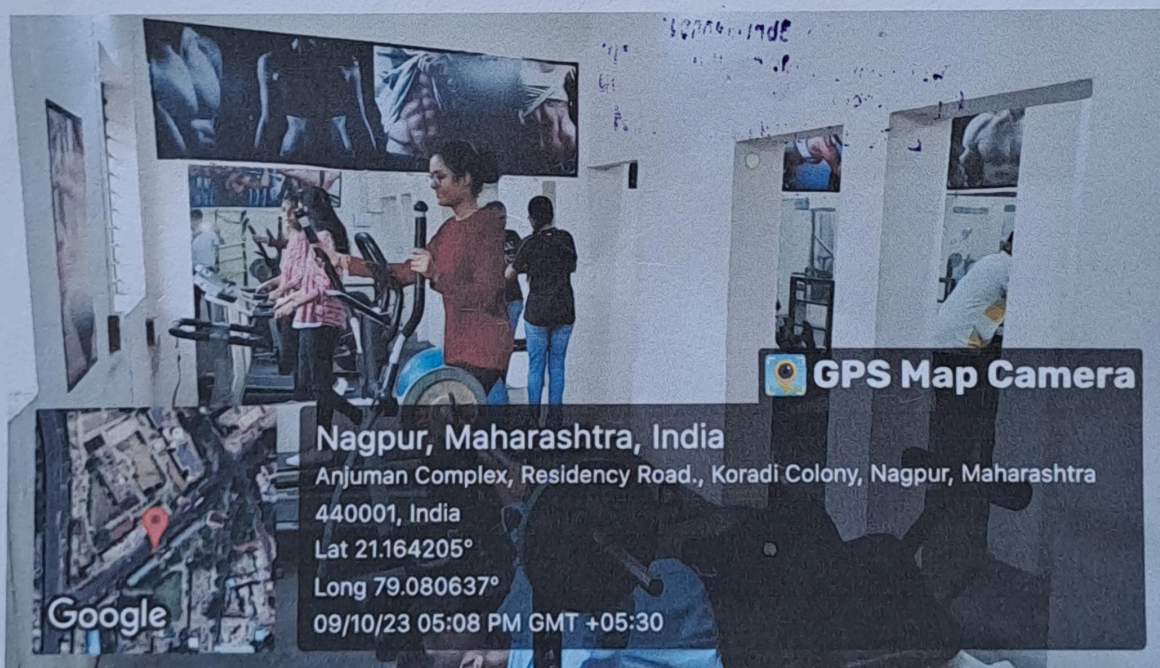 GPS Map Camera
Nagpur, Maharashtra, India
Anjuman Complex, Residency Road., Koradi Colony, Nagpur, Maharashtra
440001, India
Lat 21.164205°
Long 79.080637°
09/10/23 05:08 PM GMT +05:30
Google